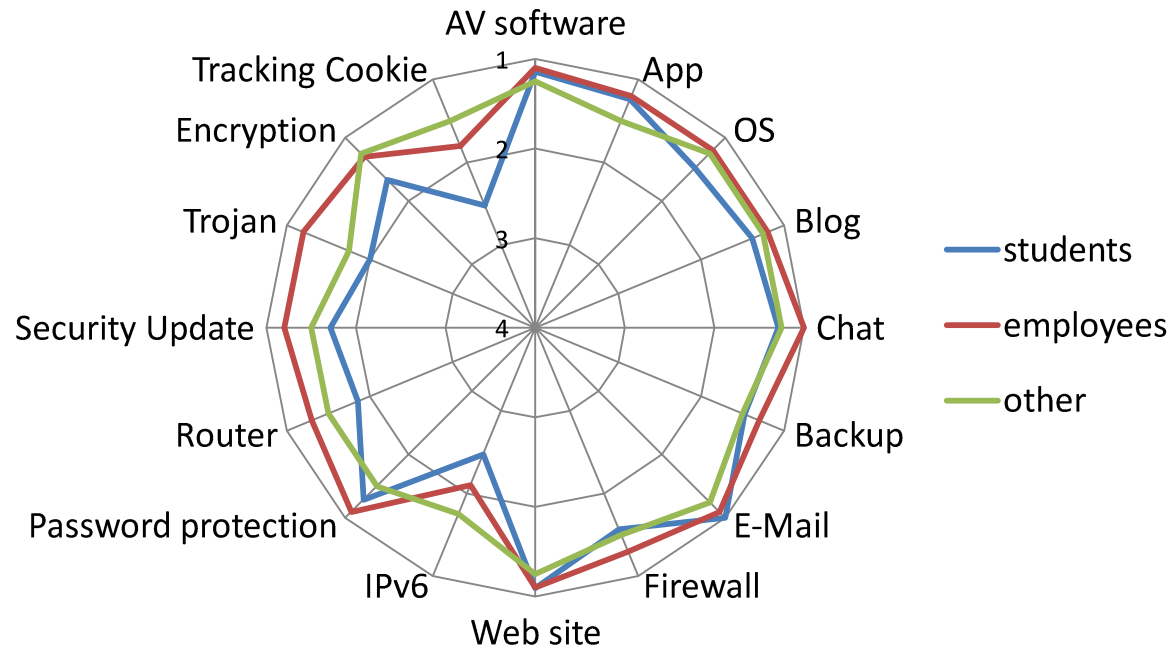 AV software
1
Tracking Cookie
App
Encryption
OS
2
Trojan
Blog
3
students
Security Update
4
Chat
employees
other
Router
Backup
Password protection
E-Mail
IPv6
Firewall
Web site